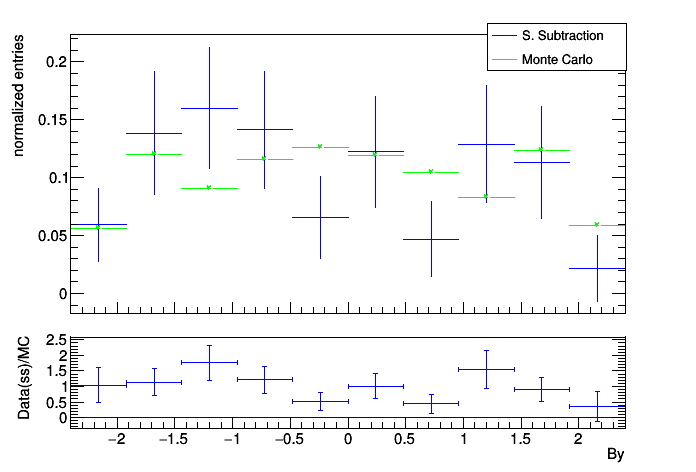 S. Subtraction
Monte Carlo
normalized entries
0.2
0.15
0.1
0.05
0
Data(ss)/MC
2.5
2
1.5
1
0.5
0
−2 −1.5 −1 −0.5 0 0.5 1 1.5 2
By